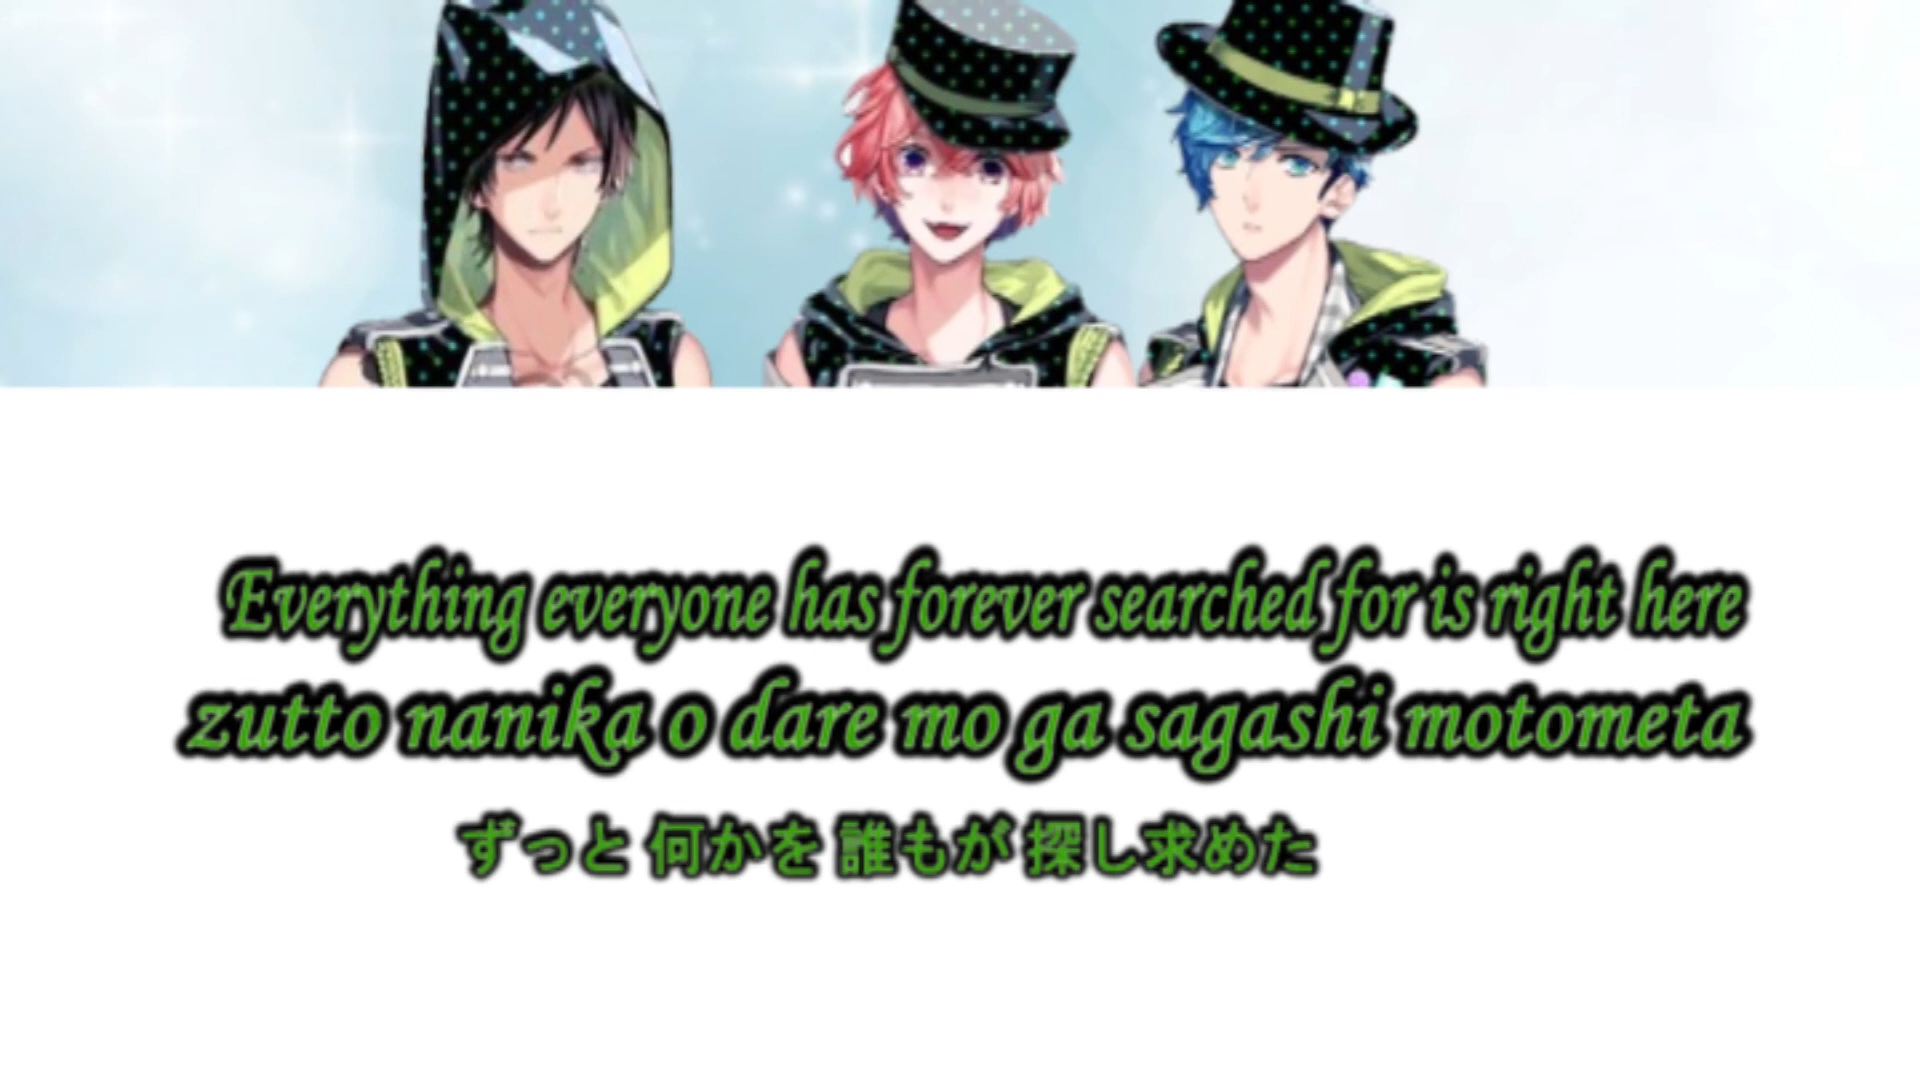 Everything everyone has forever searched for is right here
zutto nanika o dare mo ga sagashi motometa
ずっと 何かを 誰もが 探し求めた